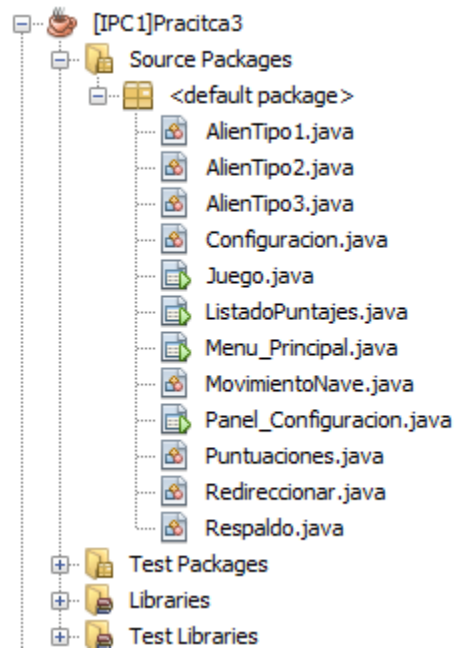 [IPC1]Pracitca3
Source Packages
<default package>
AlienTipo1.java
AlienTipo2.java
AlienTipo3.java
Configuracion.java
Juego.java
ListadoPuntajes.java
Menu_Principal.java
MovimientoNave.java
Panel_Configuracion.java
Puntuaciones.java
Redireccionar.java
Respaldo.java
Test Packages
Libraries
Test Libraries